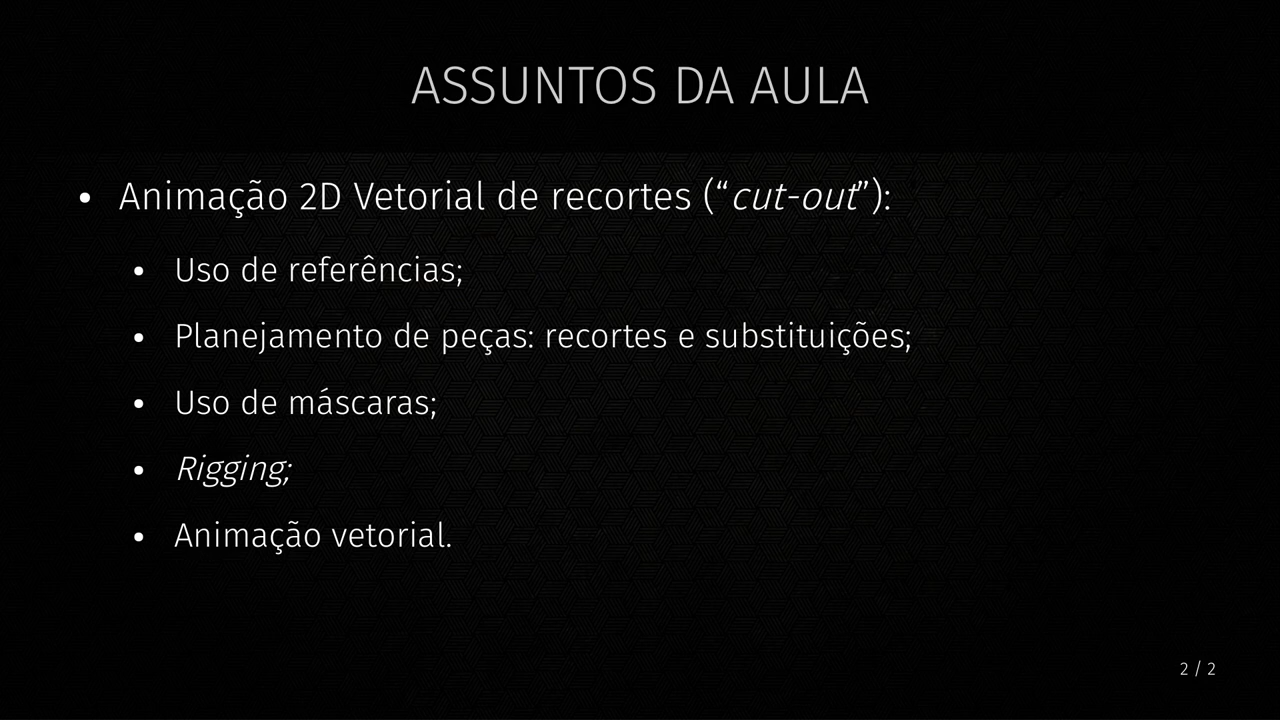 ASSUNTOS DA AULA
• Animação 2D Vetorial de recortes (“cut-out”):
• Uso de referências;
• Planejamento de peças: recortes e substituições;
• Uso de máscaras;
• Rigging;
• Animação vetorial.
2 / 2